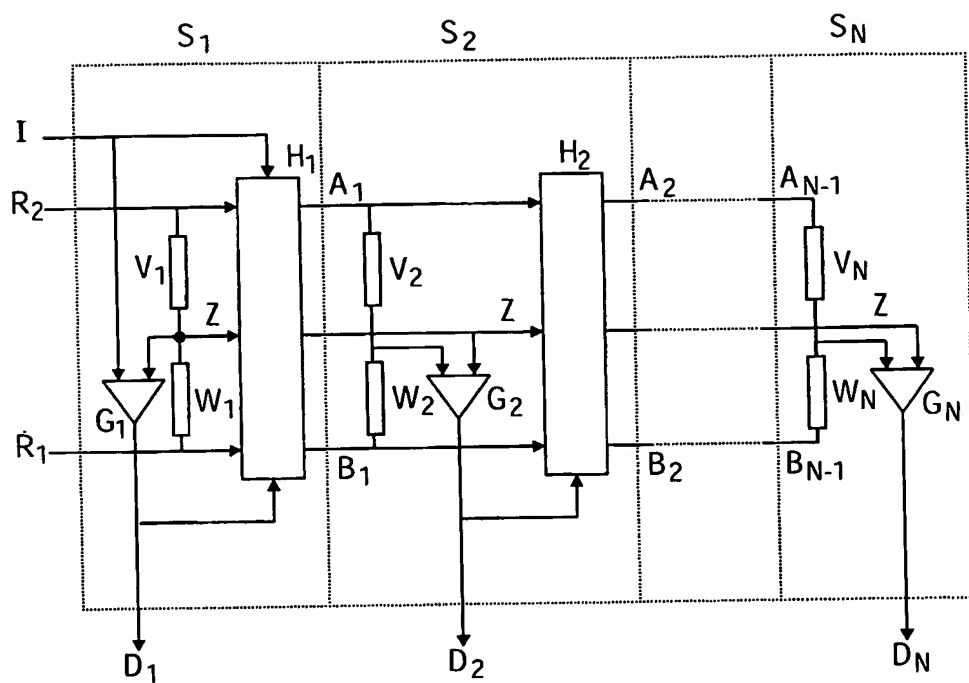 S1 S2 SN
I
H1 H2
A1 A2 AN-1
R2
V1 V2 VN
Z Z Z
G1 W1 W2 G2 WN GN
R1
B1 B2 BN-1
D1 D2 DN